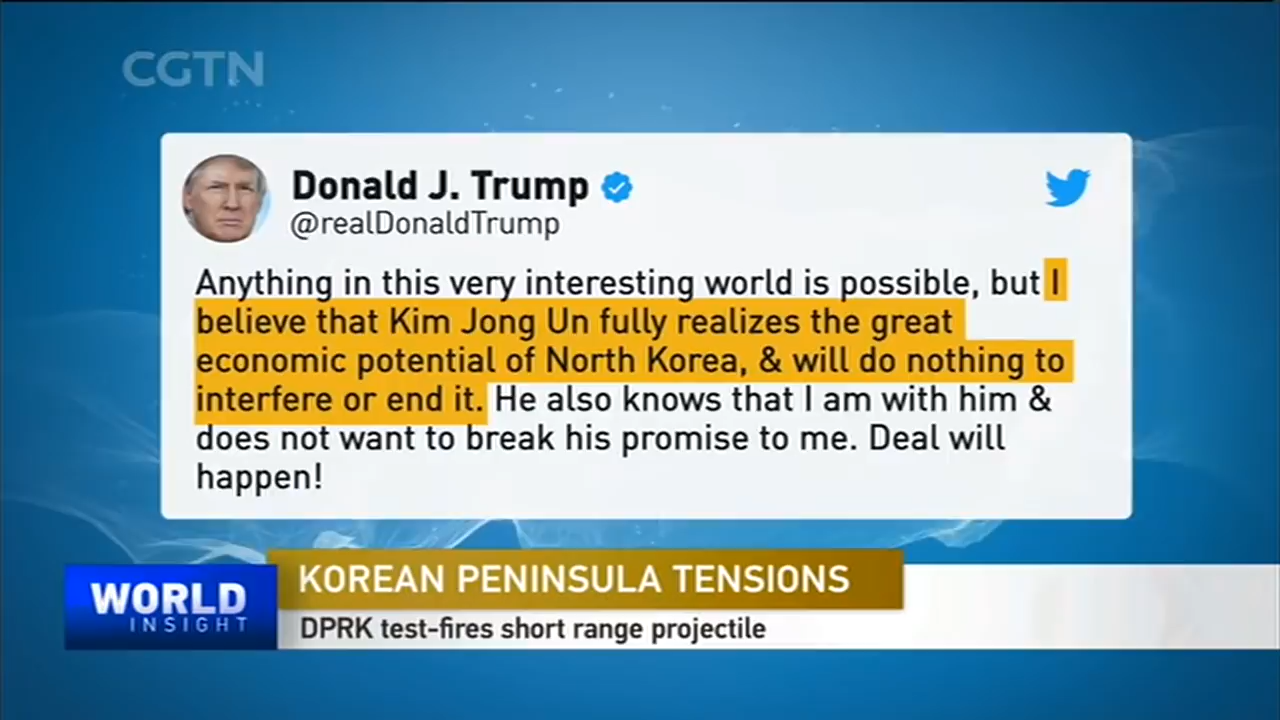 CGTN
Donald J. Trump
@realDonaldTrump
Anything in this very interesting world is possible, but I
believe that Kim Jong Un fully realizes the great
economic potential of North Korea, & will do nothing to
interfere or end it. He also knows that I am with him &
does not want to break his promise to me. Deal will
happen!
WORLD
INSIGHT
KOREAN PENINSULA TENSIONS
DPRK test-fires short range projectile